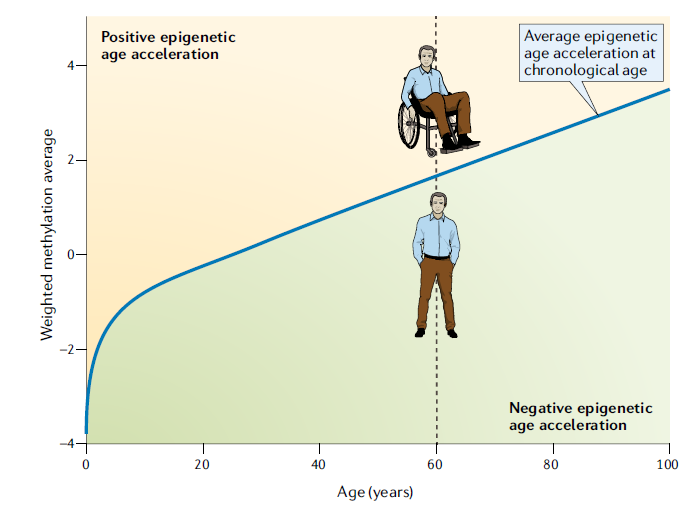 Positive epigenetic
age acceleration
Average epigenetic
age acceleration at
chronological age
Weighted methylation average
4
2
0
–2
–4
Negative epigenetic
age acceleration
0 20 40 60 80 100
Age (years)